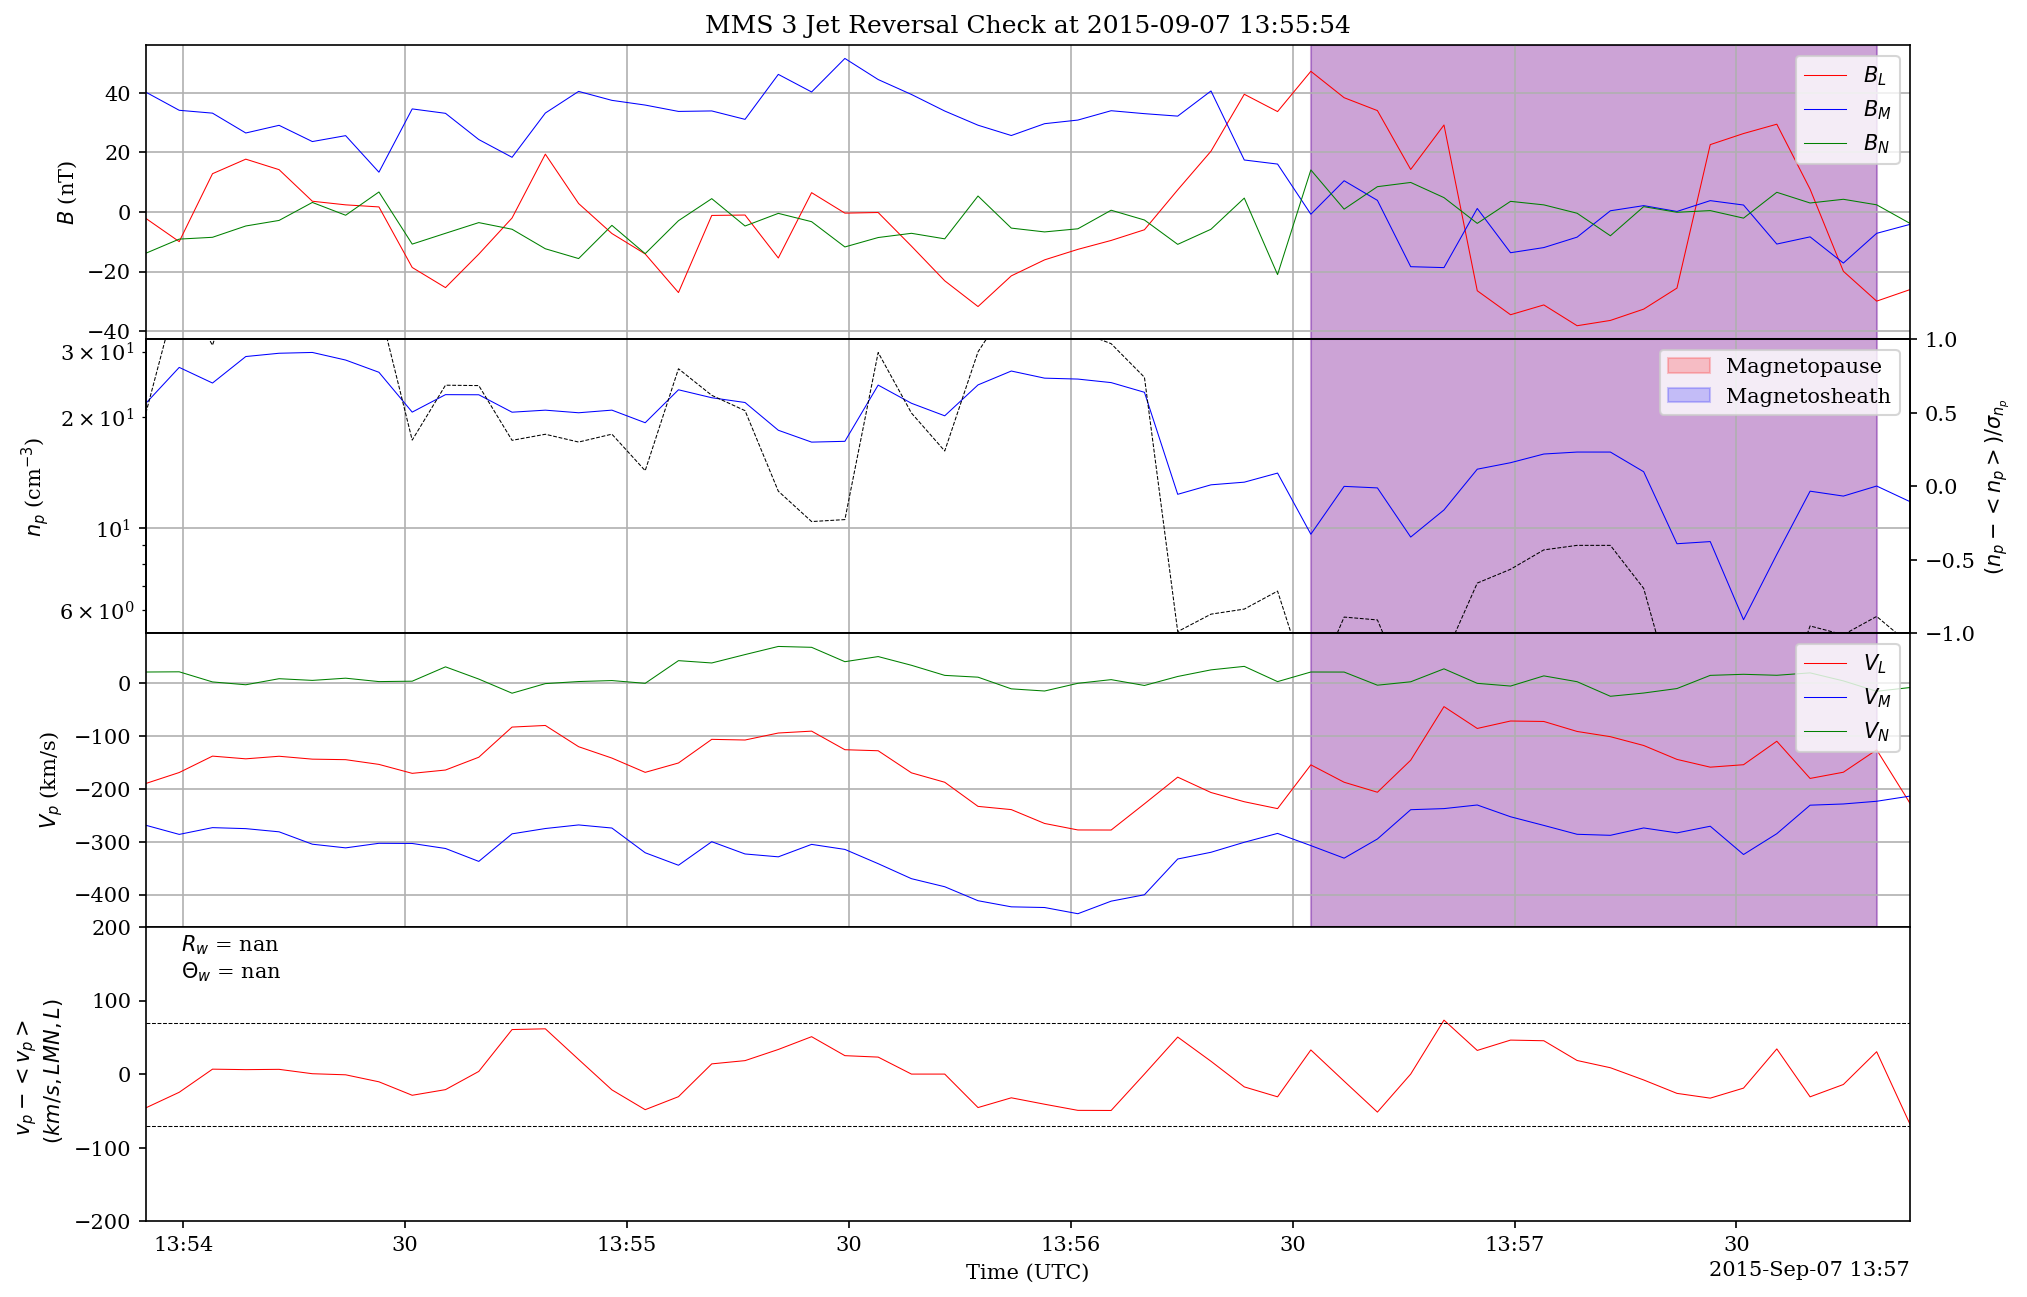 MMS 3 Jet Reversal Check at 2015-09-07 13:55:54
B (nT)
40
20
0
−20
−40
B_L
B_M
B_N
n_p (cm^−3)
3 × 10^1
2 × 10^1
10^1
6 × 10^0
Magnetopause
Magnetosheath
1.0
0.5
0.0
−0.5
−1.0
(n_p − < n_p >)/σ_n_p
V_p (km/s)
0
−100
−200
−300
−400
V_L
V_M
V_N
v_p − < v_p >
(km/s, LMN, L)
200
100
0
−100
−200
R_w = nan
Θ_w = nan
13:54
30
13:55
30
13:56
30
13:57
30
Time (UTC)
2015-Sep-07 13:57